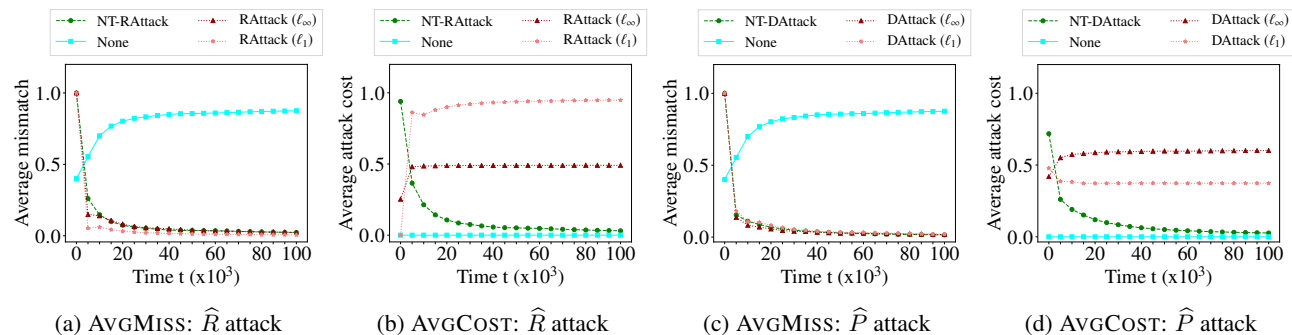 NT-RAttack RAttack (ℓ∞)
None RAttack (ℓ1)
Average mismatch
1.0
0.5
0.0
0 20 40 60 80 100
Time t (x10³)
(a) AVGMISS: R̂ attack
NT-RAttack RAttack (ℓ∞)
None RAttack (ℓ1)
Average attack cost
1.0
0.5
0.0
0 20 40 60 80 100
Time t (x10³)
(b) AVGCOST: R̂ attack
NT-DAttack DAttack (ℓ∞)
None DAttack (ℓ1)
Average mismatch
1.0
0.5
0.0
0 20 40 60 80 100
Time t (x10³)
(c) AVGMISS: P̂ attack
NT-DAttack DAttack (ℓ∞)
None DAttack (ℓ1)
Average attack cost
1.0
0.5
0.0
0 20 40 60 80 100
Time t (x10³)
(d) AVGCOST: P̂ attack